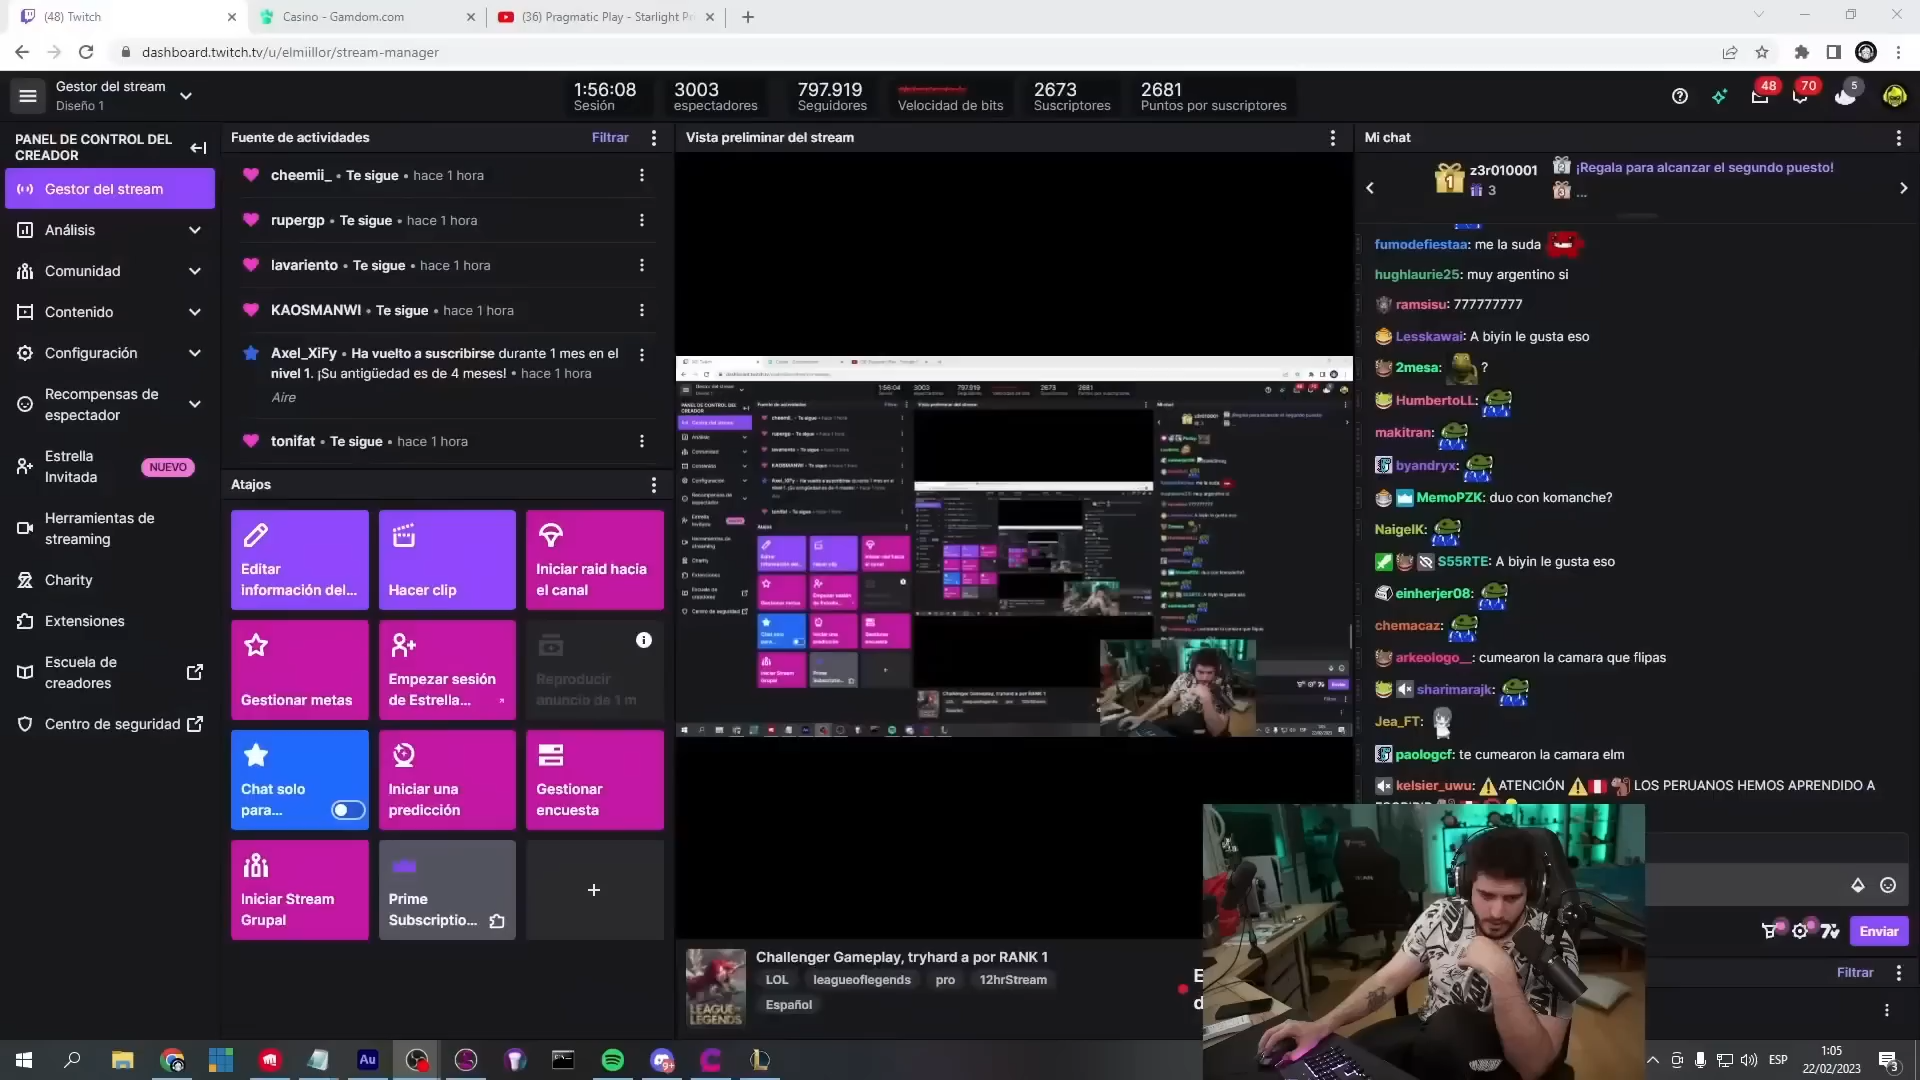 (48) Twitch
Casino - Gamdom.com
(36) Pragmatic Play - Starlight Pri
dashboard.twitch.tv/u/elmiillor/stream-manager
Gestor del stream
Diseño 1
1:56:08
Sesión
3003
espectadores
797.919
Seguidores
Velocidad de bits
2673
Suscriptores
2681
Puntos por suscriptores
48
70
5
PANEL DE CONTROL DEL
CREADOR
Gestor del stream
Análisis
Comunidad
Contenido
Configuración
Recompensas de
espectador
Estrella
Invitada
NUEVO
Herramientas de
streaming
Charity
Extensiones
Escuela de
creadores
Centro de seguridad
Fuente de actividades
Filtrar
cheemii_ • Te sigue • hace 1 hora
rupergp • Te sigue • hace 1 hora
lavariento • Te sigue • hace 1 hora
KAOSMANWI • Te sigue • hace 1 hora
Axel_XiFy • Ha vuelto a suscribirse durante 1 mes en el
nivel 1. ¡Su antigüedad es de 4 meses! • hace 1 hora
Aire
tonifat • Te sigue • hace 1 hora
Atajos
Editar
información del...
Hacer clip
Iniciar raid hacia
el canal
Gestionar metas
Empezar sesión
de Estrella...
Reproducir
anuncio de 1 m
Chat solo
para...
Iniciar una
predicción
Gestionar
encuesta
Iniciar Stream
Grupal
Prime
Subscriptio...
Vista preliminar del stream
Challenger Gameplay, tryhard a por RANK 1
LOL
leagueoflegends
pro
12hrStream
Español
LEAGUE OF
LEGENDS
Mi chat
1
z3r010001
3
¡Regala para alcanzar el segundo puesto!
...
fumodefiestaa: me la suda
hughlaurie25: muy argentino si
ramsisu: 777777777
Lesskawai: A biyin le gusta eso
2mesa: ?
HumbertoLL:
makitran:
byandryx:
MemoPZK: duo con komanche?
NaigelK:
S55RTE: A biyin le gusta eso
einherjer08:
chemacaz:
arkeologo__: cumearon la camara que flipas
sharimarajk:
Jea_FT:
paologcf: te cumearon la camara elm
kelsier_uwu: ATENCIÓN LOS PERUANOS HEMOS APRENDIDO A
Enviar
Filtrar
Au
9+
ESP
1:05
22/02/2023
3